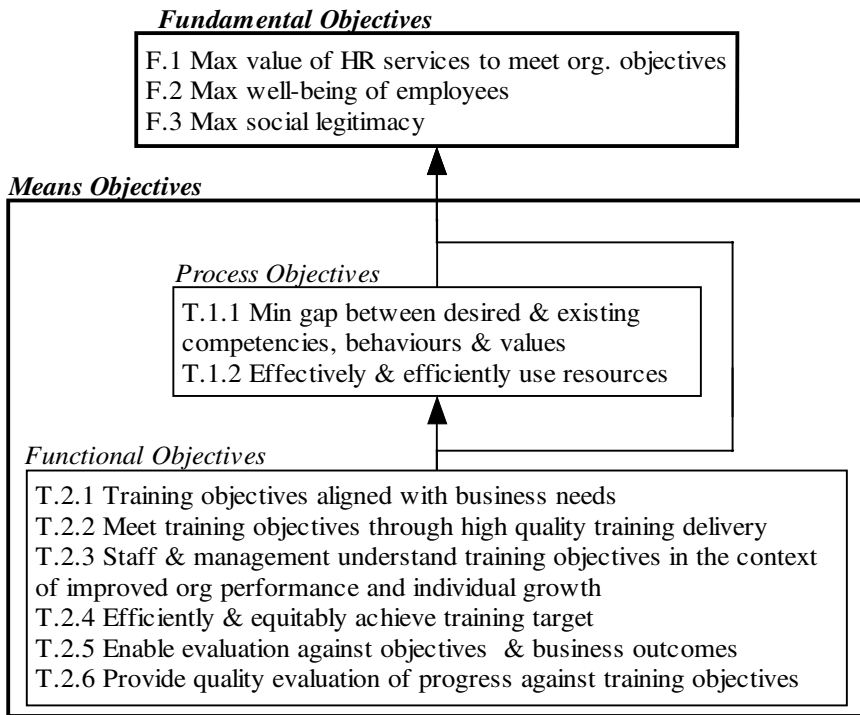 Fundamental Objectives
F.1 Max value of HR services to meet org. objectives
F.2 Max well-being of employees
F.3 Max social legitimacy
Means Objectives
Process Objectives
T.1.1 Min gap between desired & existing
competencies, behaviours & values
T.1.2 Effectively & efficiently use resources
Functional Objectives
T.2.1 Training objectives aligned with business needs
T.2.2 Meet training objectives through high quality training delivery
T.2.3 Staff & management understand training objectives in the context
of improved org performance and individual growth
T.2.4 Efficiently & equitably achieve training target
T.2.5 Enable evaluation against objectives & business outcomes
T.2.6 Provide quality evaluation of progress against training objectives